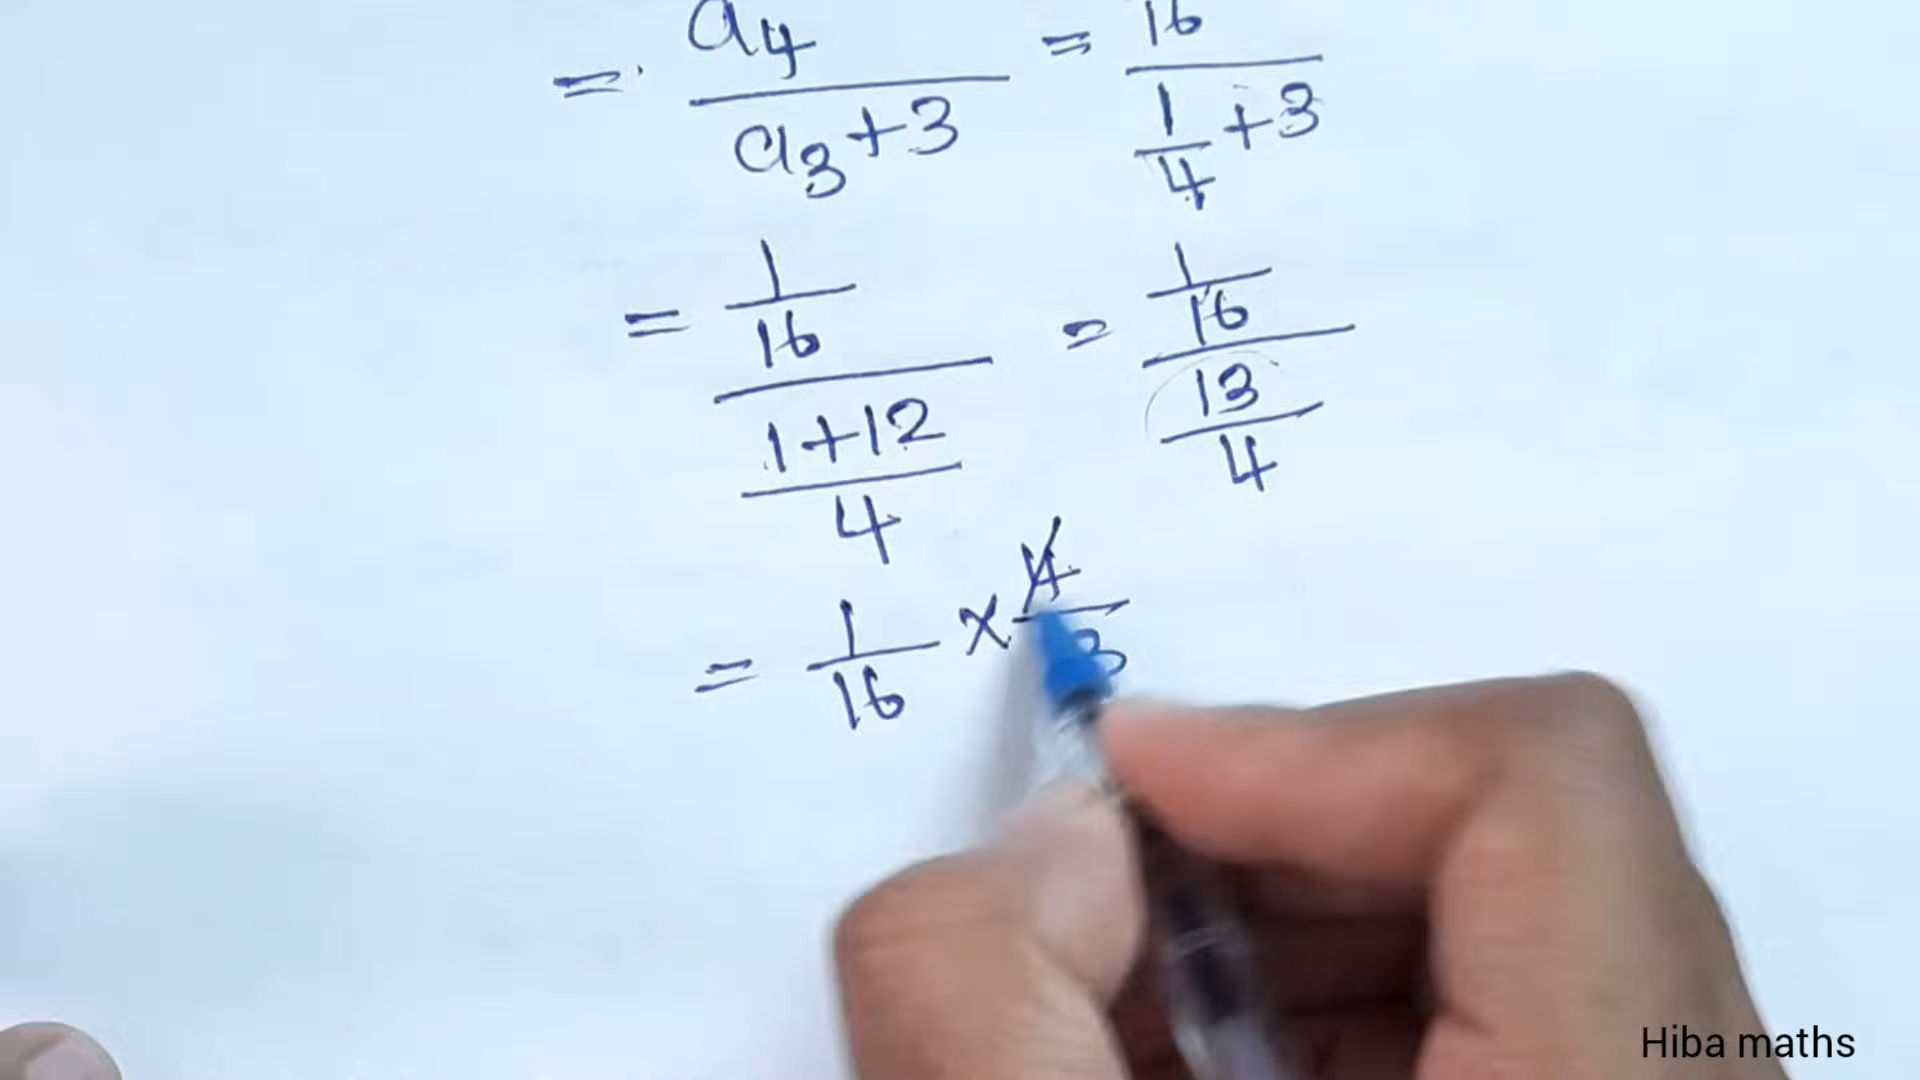 = a₄/(a₃+3) = 16/(1/4 +3)
= (1/16)/((1+12)/4) = (1/16)/(13/4)
= 1/16 × 4/3
Hiba maths